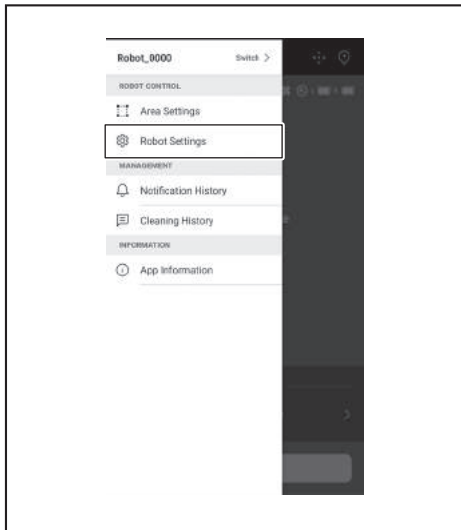 Robot_0000 Switch >
ROBOT CONTROL
Area Settings
Robot Settings
MANAGEMENT
Notification History
Cleaning History
INFORMATION
App Information